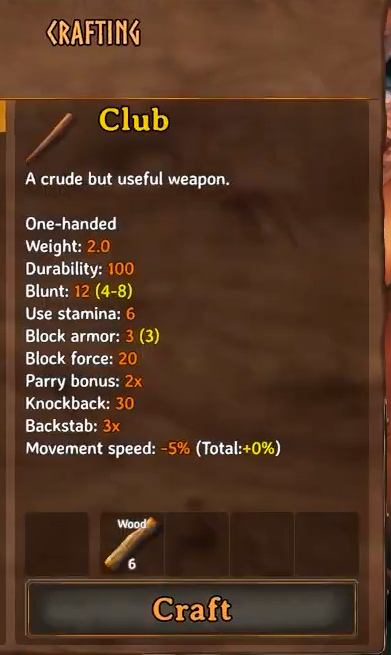 CRAFTING
Club
A crude but useful weapon.
One-handed
Weight: 2.0
Durability: 100
Blunt: 12 (4-8)
Use stamina: 6
Block armor: 3 (3)
Block force: 20
Parry bonus: 2x
Knockback: 30
Backstab: 3x
Movement speed: -5% (Total:+0%)
Wood
6
Craft